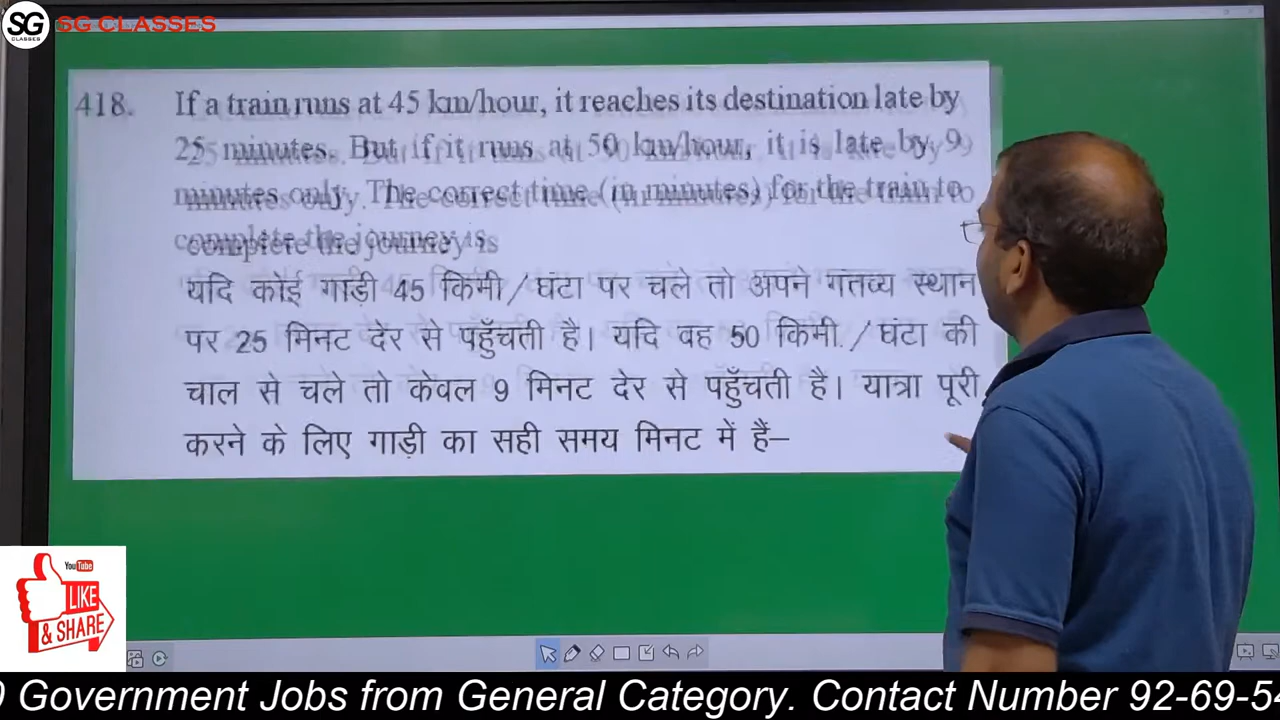 SG
CLASSES
SG CLASSES
418. If a train runs at 45 km/hour, it reaches its destination late by
25 minutes. But if it runs at 50 km/hour, it is late by 9
minutes only. The correct time (in minutes) for the train to
complete the journey is
यदि कोई गाड़ी 45 किमी/घंटा पर चले तो अपने गतव्य स्थान
पर 25 मिनट देर से पहुँचती है। यदि वह 50 किमी./घंटा की
चाल से चले तो केवल 9 मिनट देर से पहुँचती है। यात्रा पूरी
करने के लिए गाड़ी का सही समय मिनट में हैं–
YouTube
LIKE
& SHARE
Government Jobs from General Category. Contact Number 92-69-5